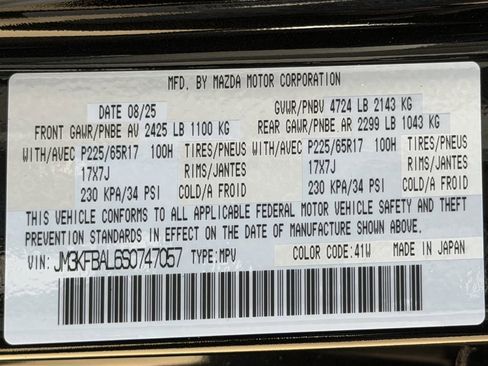 MFD. BY MAZDA MOTOR CORPORATION
DATE 08/25 GVWR/PNBV 4724 LB 2143 KG
FRONT GAWR/PNBE AV 2425 LB 1100 KG REAR GAWR/PNBE AR 2299 LB 1043 KG
WITH/AVEC P225/65R17 100H TIRES/PNEUS WITH/AVEC P225/65R17 100H TIRES/PNEUS
17X7J RIMS/JANTES 17X7J RIMS/JANTES
230 KPA/34 PSI COLD/A FROID 230 KPA/34 PSI COLD/A FROID
THIS VEHICLE CONFORMS TO ALL APPLICABLE FEDERAL MOTOR VEHICLE SAFETY AND THEFT
PREVENTION STANDARDS IN EFFECT ON THE DATE OF MANUFACTURE SHOWN ABOVE.
VIN: JM3KFBAL6S0747057 TYPE: MPV COLOR CODE: 41W MADE IN JAPAN